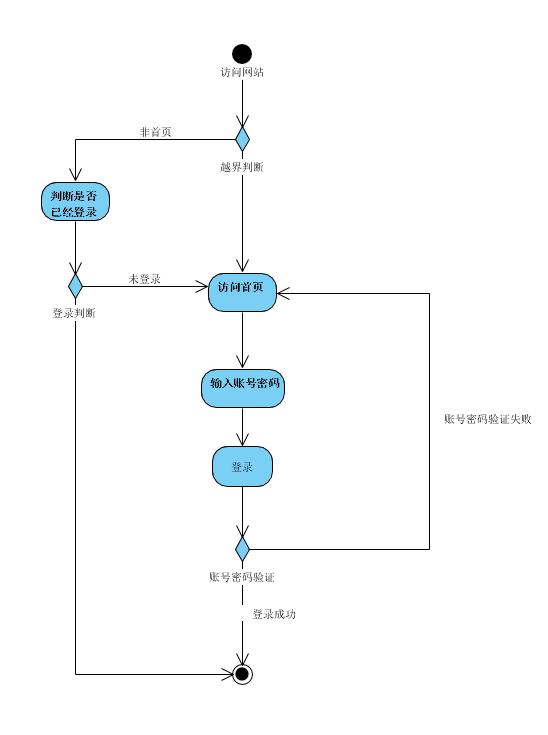 访问网站
非首页
越界判断
判断是否
已经登录
未登录
访问首页
登录判断
输入账号密码
账号密码验证失败
登录
账号密码验证
登录成功